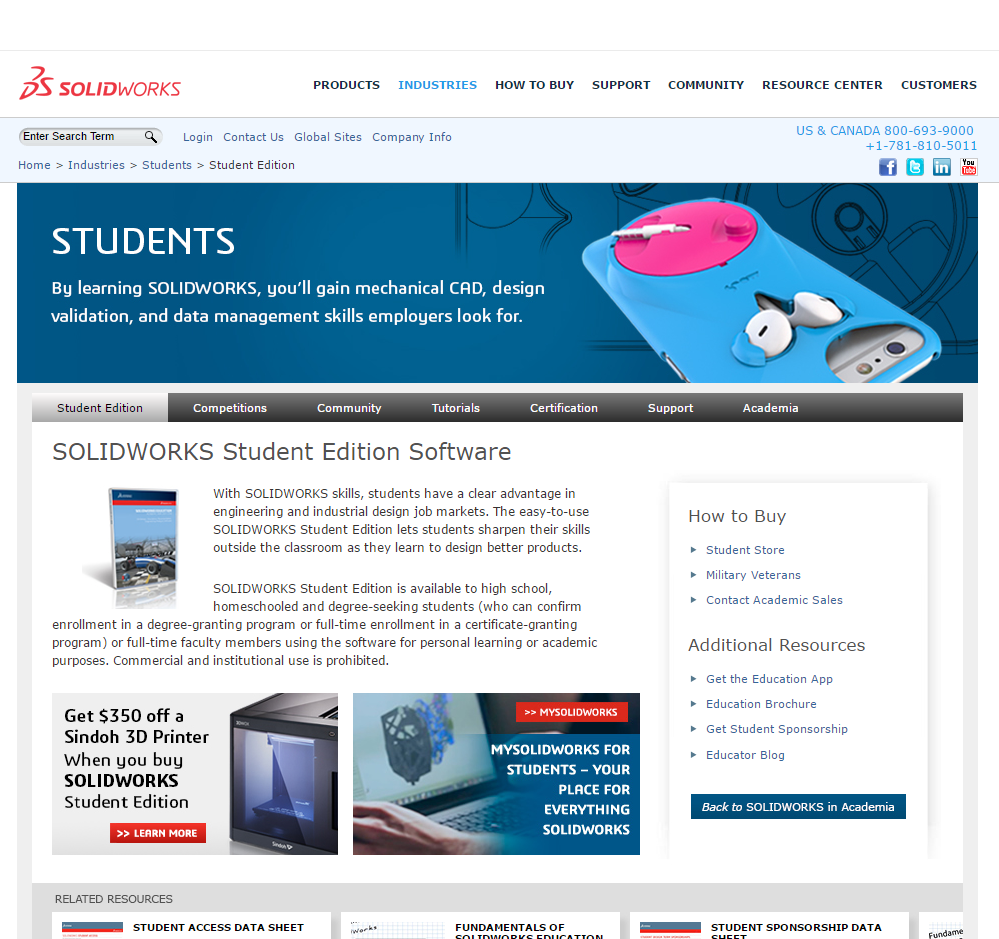 SOLIDWORKS
PRODUCTS INDUSTRIES HOW TO BUY SUPPORT COMMUNITY RESOURCE CENTER CUSTOMERS
Enter Search Term Login Contact Us Global Sites Company Info
US & CANADA 800-693-9000
+1-781-810-5011
Home > Industries > Students > Student Edition
You
Tube
STUDENTS
By learning SOLIDWORKS, you'll gain mechanical CAD, design
validation, and data management skills employers look for.
Student Edition Competitions Community Tutorials Certification Support Academia
SOLIDWORKS Student Edition Software
With SOLIDWORKS skills, students have a clear advantage in
engineering and industrial design job markets. The easy-to-use
SOLIDWORKS Student Edition lets students sharpen their skills
outside the classroom as they learn to design better products.
SOLIDWORKS Student Edition is available to high school,
homeschooled and degree-seeking students (who can confirm
enrollment in a degree-granting program or full-time enrollment in a certificate-granting
program) or full-time faculty members using the software for personal learning or academic
purposes. Commercial and institutional use is prohibited.
Get $350 off a
Sindoh 3D Printer
When you buy
SOLIDWORKS
Student Edition
>> LEARN MORE
Sindoh
>> MYSOLIDWORKS
MYSOLIDWORKS FOR
STUDENTS – YOUR
PLACE FOR
EVERYTHING
SOLIDWORKS
How to Buy
Student Store
Military Veterans
Contact Academic Sales
Additional Resources
Get the Education App
Education Brochure
Get Student Sponsorship
Educator Blog
Back to SOLIDWORKS in Academia
RELATED RESOURCES
STUDENT ACCESS DATA SHEET
FUNDAMENTALS OF
SOLIDWORKS EDUCATION
STUDENT SPONSORSHIP DATA
SHEET